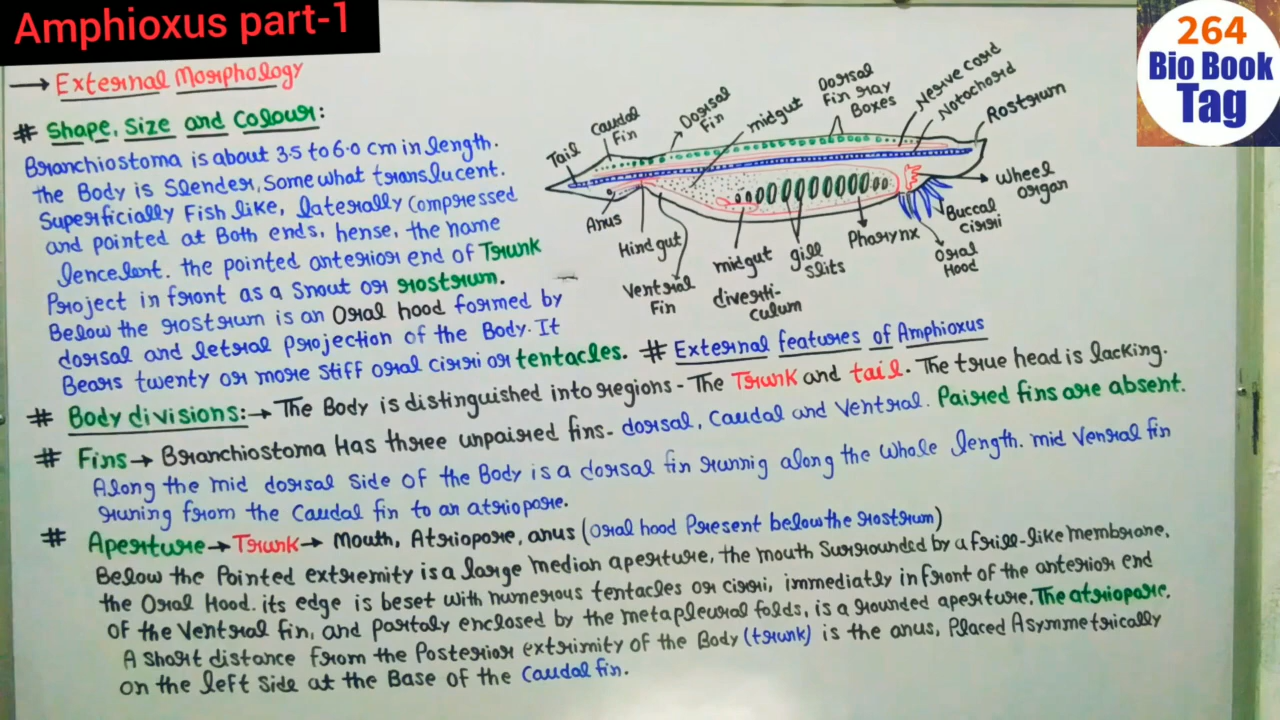 Amphioxus part-1
264
Bio Book
Tag
→ External Morphology
# Shape, Size and Colour:
Branchiostoma is about 3.5 to 6.0 cm in length.
the Body is Slender, Some what translucent.
Superficially Fish like, laterally Compressed
and pointed at Both ends, hense, the name
lencelent. the pointed anterior end of Trunk
Project in front as a Snout or rostrum.
Below the rostrum is an Oral hood formed by
dorsal and letral projection of the Body. It
Bears twenty or more stiff oral cirri or tentacles.
Tail
Caudal
Fin
Dorsal
Fin
midgut
Dorsal
Fin ray
Boxes
Nerve cord
Notochord
Rostrum
Wheel
organ
Buccal
cirri
Oral
Hood
Pharynx
gill
slits
midgut
diverti-
culum
Ventral
Fin
Hindgut
Anus
# External features of Amphioxus
# Body divisions:→ The Body is distinguished into regions - The Trunk and tail. The true head is lacking.
# Fins → Branchiostoma Has three unpaired fins- dorsal, Caudal and Ventral. Paired fins are absent.
Along the mid dorsal Side of the Body is a dorsal fin runnig along the Whole length. mid Venral fin
runing from the Caudal fin to an atriopore.
# Aperture → Trunk → Mouth, Atriopore, anus (Oral hood Present below the rostrum)
Below the Pointed extremity is a large median aperture, the mouth Surrounded by a frill-like membrane,
the Oral Hood. its edge is beset with numerous tentacles or cirri, immediatly in front of the anterior end
of the Ventral fin, and partaly enclosed by the metapleural folds, is a rounded aperture. The atriopore.
A Short distance from the Posterior extrimity of the Body (trunk) is the anus, Placed Asymmetrically
on the left Side at the Base of the Caudal fin.